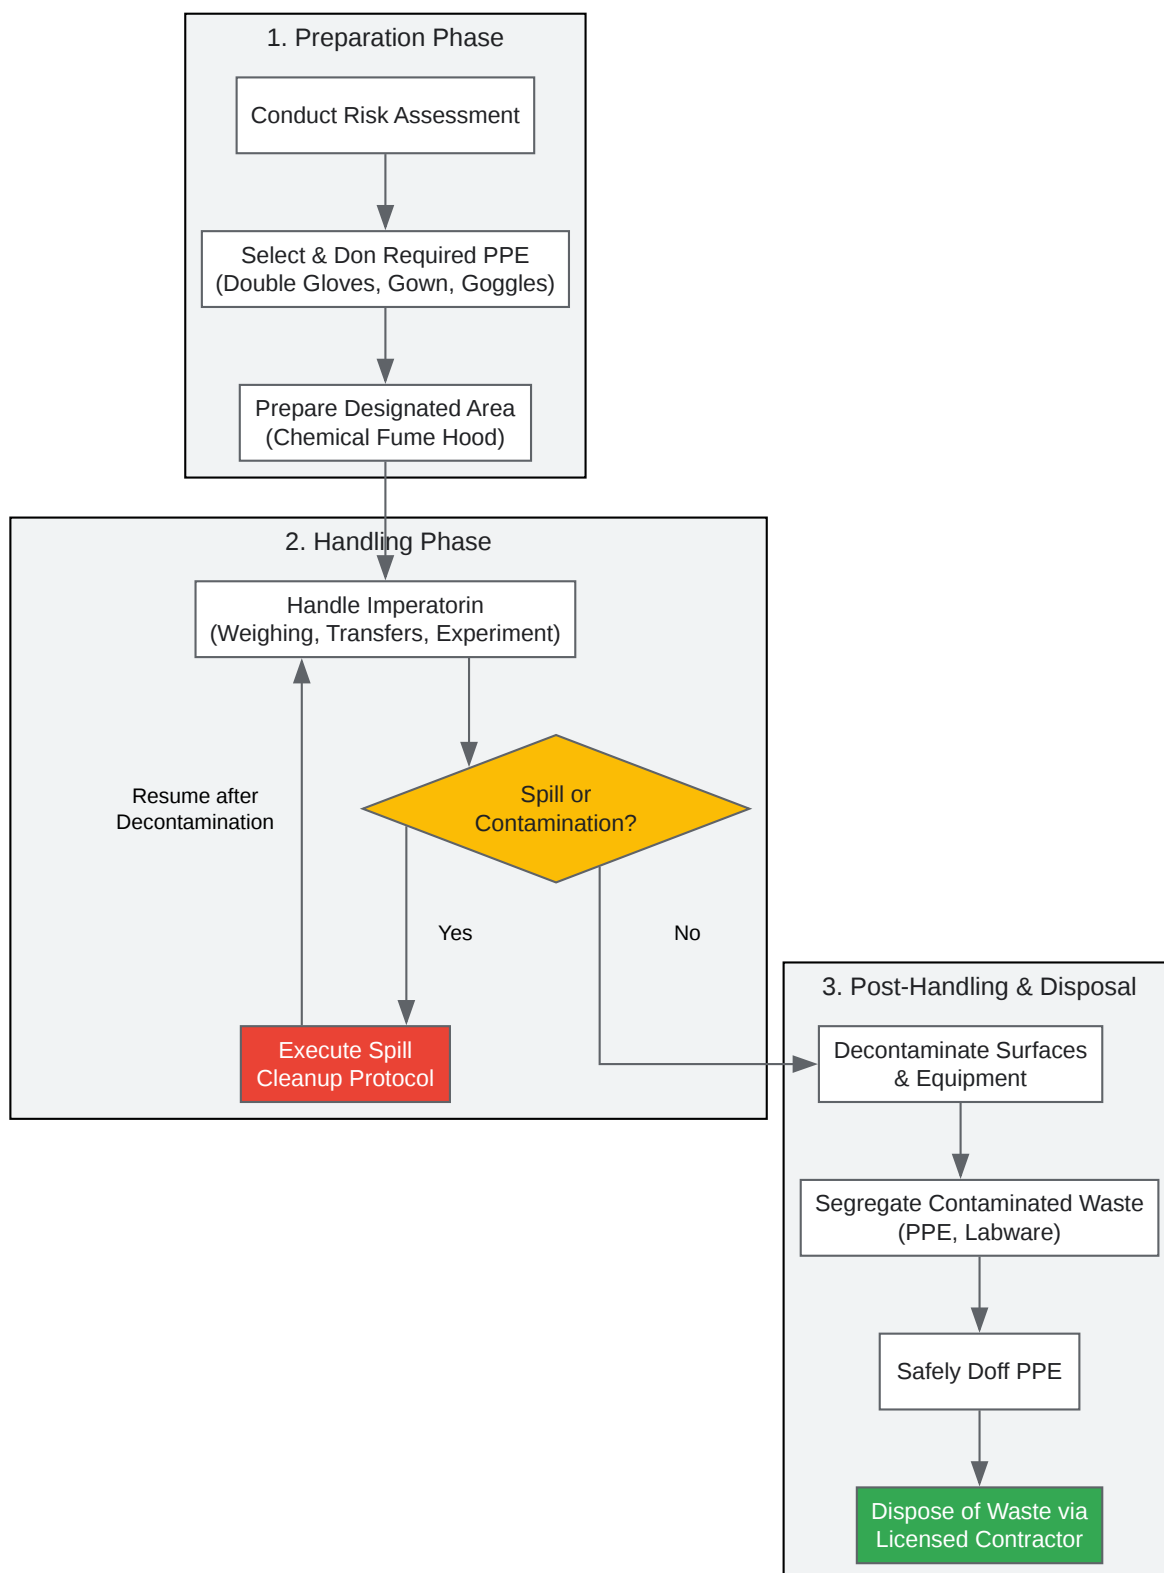 1. Preparation Phase
Conduct Risk Assessment
Select & Don Required PPE
(Double Gloves, Gown, Goggles)
Prepare Designated Area
(Chemical Fume Hood)
2. Handling Phase
Handle Imperatorin
(Weighing, Transfers, Experiment)
Resume after
Decontamination
Spill or
Contamination?
Yes
No
Execute Spill
Cleanup Protocol
3. Post-Handling & Disposal
Decontaminate Surfaces
& Equipment
Segregate Contaminated Waste
(PPE, Labware)
Safely Doff PPE
Dispose of Waste via
Licensed Contractor